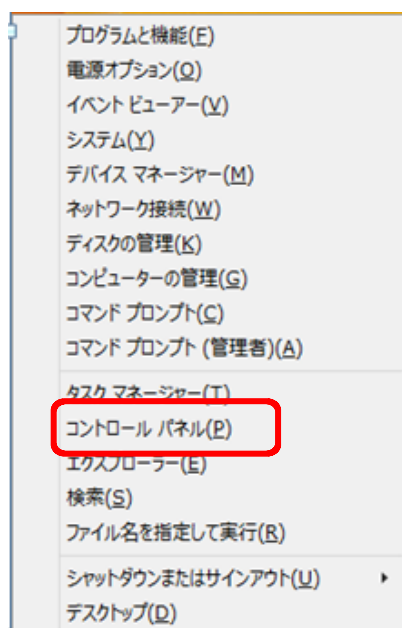 プログラムと機能(F)
電源オプション(O)
イベント ビューアー(V)
システム(Y)
デバイス マネージャー(M)
ネットワーク接続(W)
ディスクの管理(K)
コンピューターの管理(G)
コマンド プロンプト(C)
コマンド プロンプト (管理者)(A)
タスク マネージャー(T)
コントロール パネル(P)
エクスプローラー(E)
検索(S)
ファイル名を指定して実行(R)
シャットダウンまたはサインアウト(U)
デスクトップ(D)